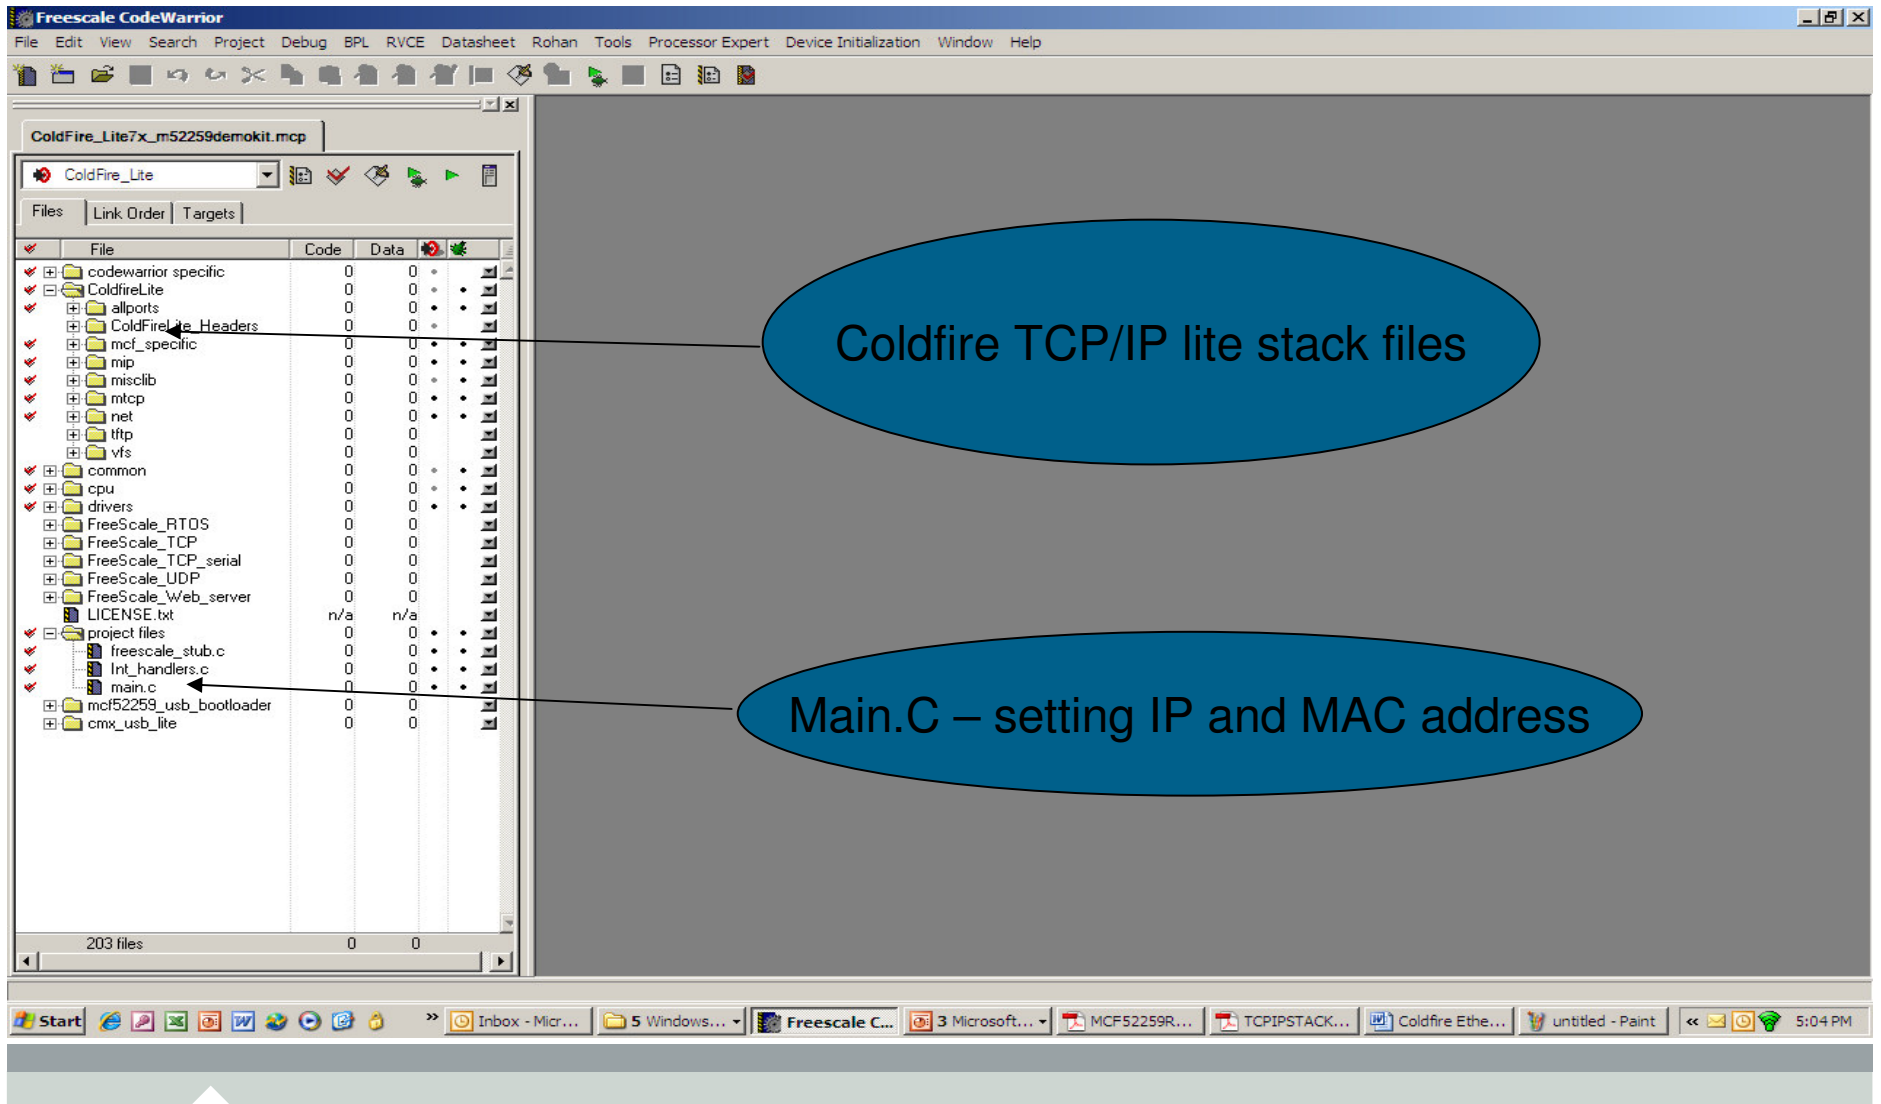 Freescale CodeWarrior
File Edit View Search Project Debug BPL RVCE Datasheet Rohan Tools Processor Expert Device Initialization Window Help
ColdFire_Lite7x_m52259demokit.mcp
ColdFire_Lite
Files Link Order Targets
File Code Data
codewarrior specific 0 0
ColdfireLite 0 0
allports 0 0
ColdFireLite_Headers 0 0
mcf_specific 0 0
mip 0 0
misclib 0 0
mtcp 0 0
net 0 0
tftp 0 0
vfs 0 0
common 0 0
cpu 0 0
drivers 0 0
FreeScale_RTOS 0 0
FreeScale_TCP 0 0
FreeScale_TCP_serial 0 0
FreeScale_UDP 0 0
FreeScale_Web_server 0 0
LICENSE.txt n/a n/a
project files 0 0
freescale_stub.c 0 0
Int_handlers.c 0 0
main.c 0 0
mcf52259_usb_bootloader 0 0
cmx_usb_lite 0 0
203 files 0 0
Coldfire TCP/IP lite stack files
Main.C – setting IP and MAC address
Start » Inbox - Micr... 5 Windows... Freescale C... 3 Microsoft... MCF52259R... TCPIPSTACK... Coldfire Ethe... untitled - Paint « 5:04 PM